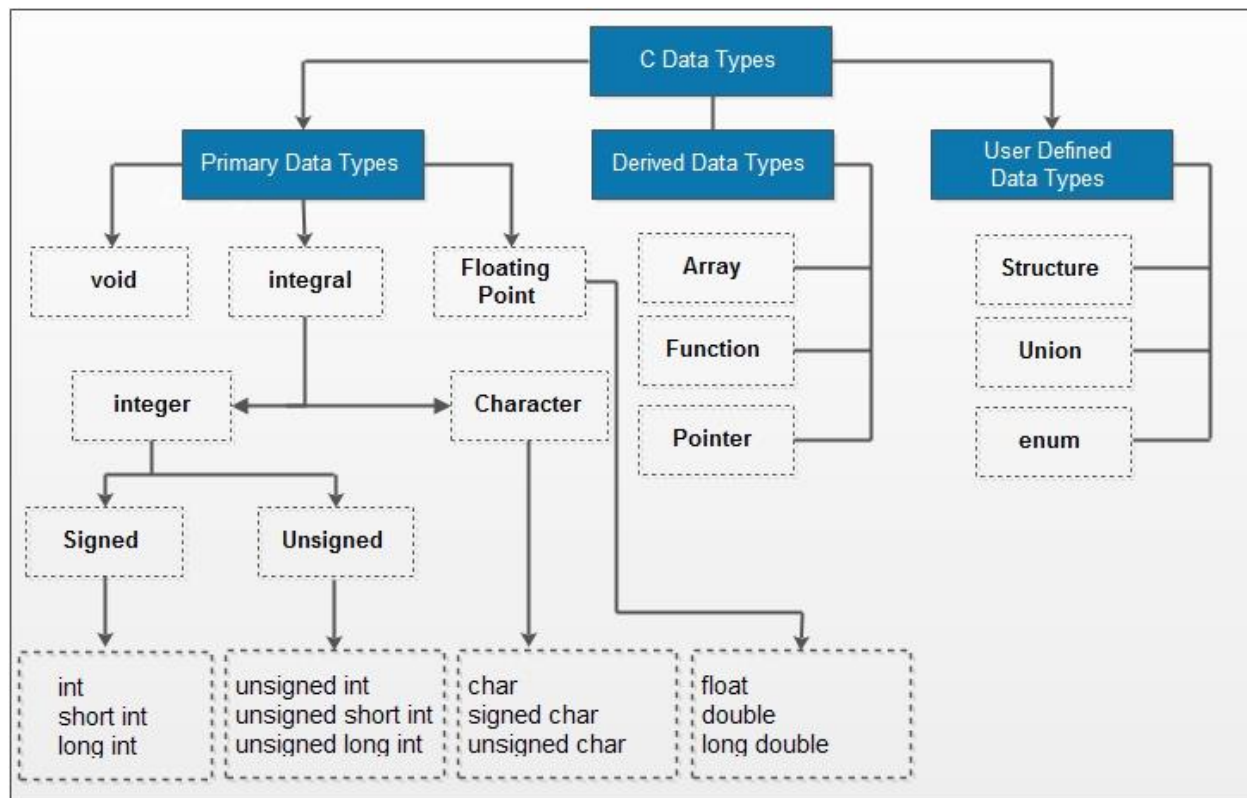 C Data Types
Primary Data Types
Derived Data Types
User Defined
Data Types
void
integral
Floating
Point
Array
Structure
Function
Union
integer
Character
Pointer
enum
Signed
Unsigned
int
short int
long int
unsigned int
unsigned short int
unsigned long int
char
signed char
unsigned char
float
double
long double